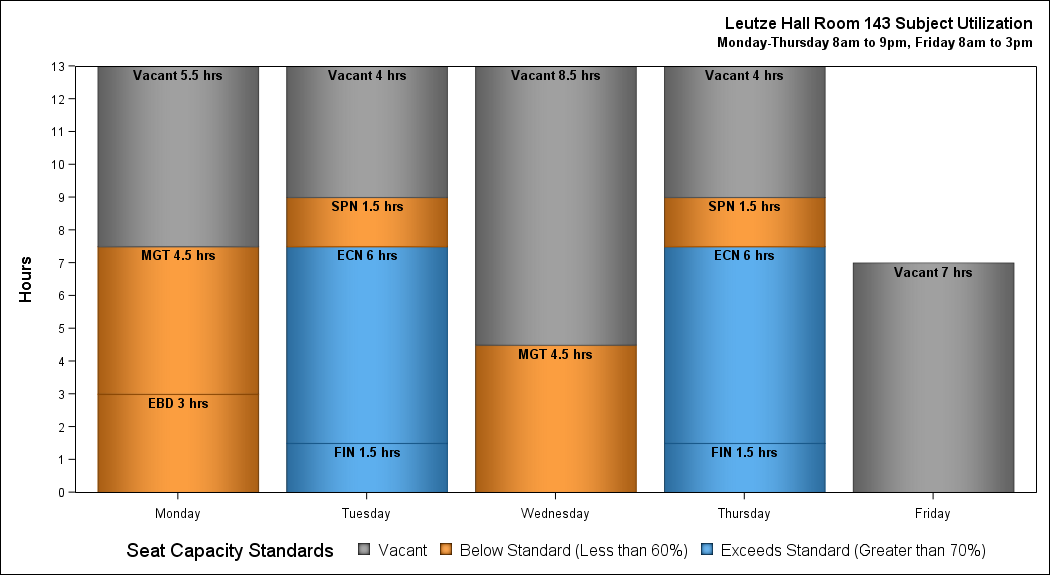 Leutze Hall Room 143 Subject Utilization
Monday-Thursday 8am to 9pm, Friday 8am to 3pm
Hours
13
12
11
10
9
8
7
6
5
4
3
2
1
0
Vacant 5.5 hrs
MGT 4.5 hrs
EBD 3 hrs
Vacant 4 hrs
SPN 1.5 hrs
ECN 6 hrs
FIN 1.5 hrs
Vacant 8.5 hrs
MGT 4.5 hrs
Vacant 4 hrs
SPN 1.5 hrs
ECN 6 hrs
FIN 1.5 hrs
Vacant 7 hrs
Monday Tuesday Wednesday Thursday Friday
Seat Capacity Standards Vacant Below Standard (Less than 60%) Exceeds Standard (Greater than 70%)